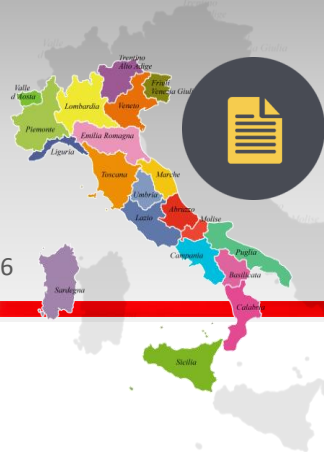 Trentino
Alto Adige
Friuli
Venezia Giuli
Valle
d'Aosta
Lombardia
Veneto
Piemonte
Emilia Romagna
Liguria
Toscana
Marche
Umbria
Abruzzo
Lazio
Molise
Puglia
Campania
6
Basilicata
Sardegna
Calabria
Sicilia